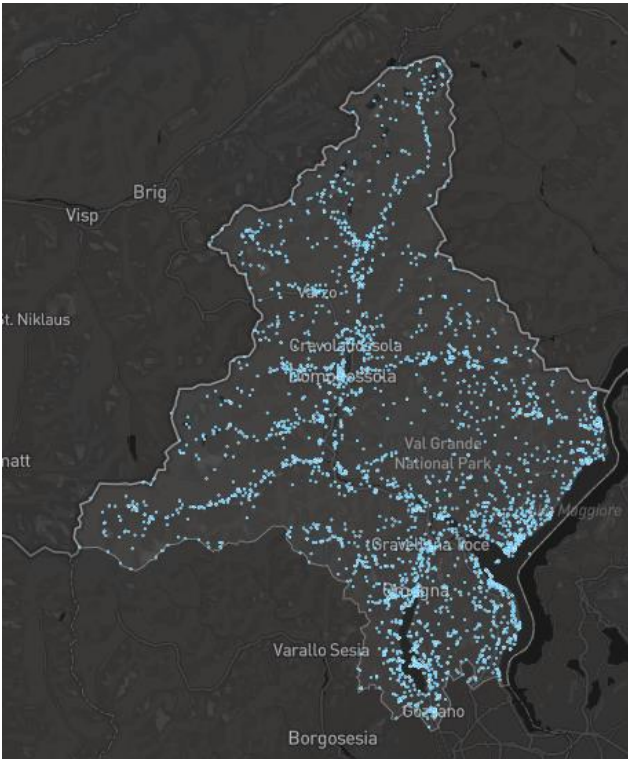 Brig
Visp
St. Niklaus
Varzo
Crevoladossola
Domodossola
matt
Val Grande
National Park
Maggiore
Gravellona Toce
Omegna
Varallo Sesia
Gozzano
Borgosesia